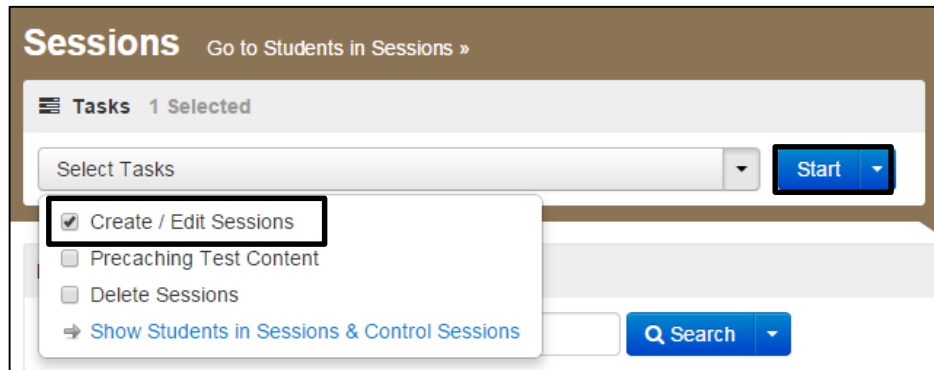 Sessions Go to Students in Sessions »
Tasks 1 Selected
Select Tasks Start
Create / Edit Sessions
Precaching Test Content
Delete Sessions
Show Students in Sessions & Control Sessions
Search